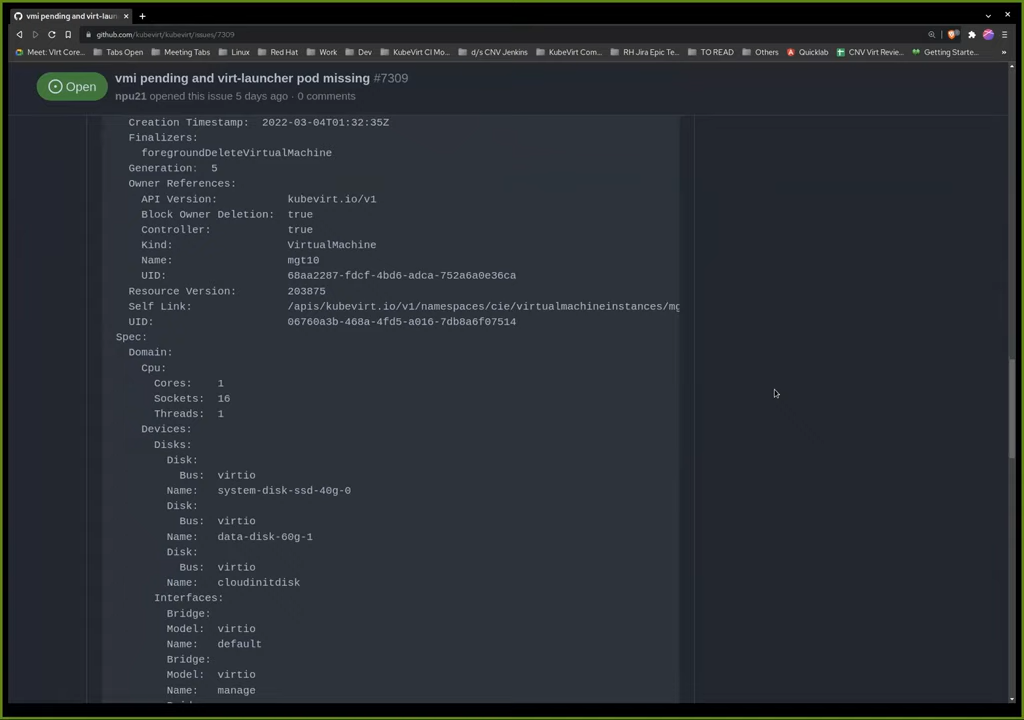 vmi pending and virt-laun
github.com/kubevirt/kubevirt/issues/7309
Meet: VIrt Core... Tabs Open Meeting Tabs Linux Red Hat Work Dev KubeVirt CI Mo... d/s CNV Jenkins KubeVirt Com... RH Jira Epic Te... TO READ Others Quicklab CNV Virt Revie... Getting Starte... »
Open
vmi pending and virt-launcher pod missing #7309
npu21 opened this issue 5 days ago · 0 comments
Creation Timestamp: 2022-03-04T01:32:35Z
Finalizers:
foregroundDeleteVirtualMachine
Generation: 5
Owner References:
API Version: kubevirt.io/v1
Block Owner Deletion: true
Controller: true
Kind: VirtualMachine
Name: mgt10
UID: 68aa2287-fdcf-4bd6-adca-752a6a0e36ca
Resource Version: 203875
Self Link: /apis/kubevirt.io/v1/namespaces/cie/virtualmachineinstances/mg
UID: 06760a3b-468a-4fd5-a016-7db8a6f07514
Spec:
Domain:
Cpu:
Cores: 1
Sockets: 16
Threads: 1
Devices:
Disks:
Disk:
Bus: virtio
Name: system-disk-ssd-40g-0
Disk:
Bus: virtio
Name: data-disk-60g-1
Disk:
Bus: virtio
Name: cloudinitdisk
Interfaces:
Bridge:
Model: virtio
Name: default
Bridge:
Model: virtio
Name: manage